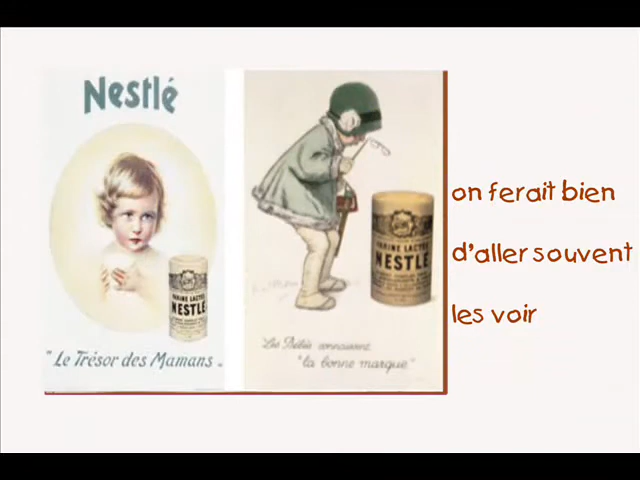 Nestlé
FARINE LACTÉE
NESTLÉ
"Le Trésor des Mamans"
FARINE LACTÉE
NESTLÉ
Les Bébés connaissent
"la bonne marque"
on ferait bien
d'aller souvent
les voir